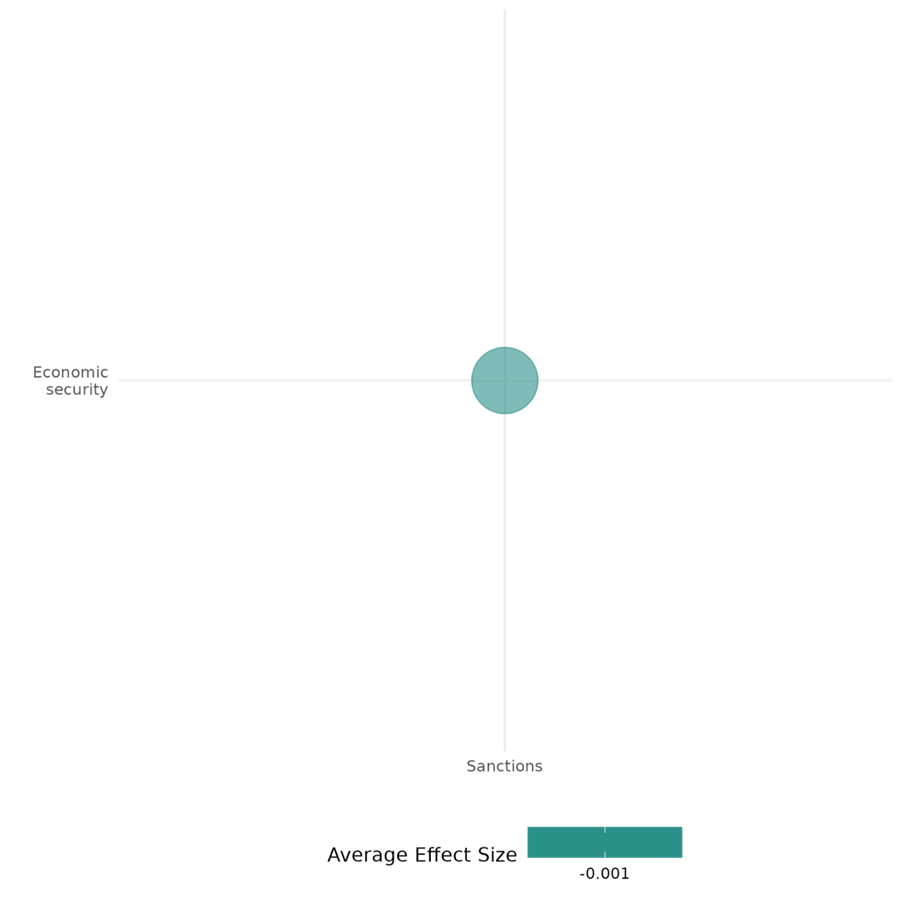 Economic
security
Sanctions
Average Effect Size
-0.001